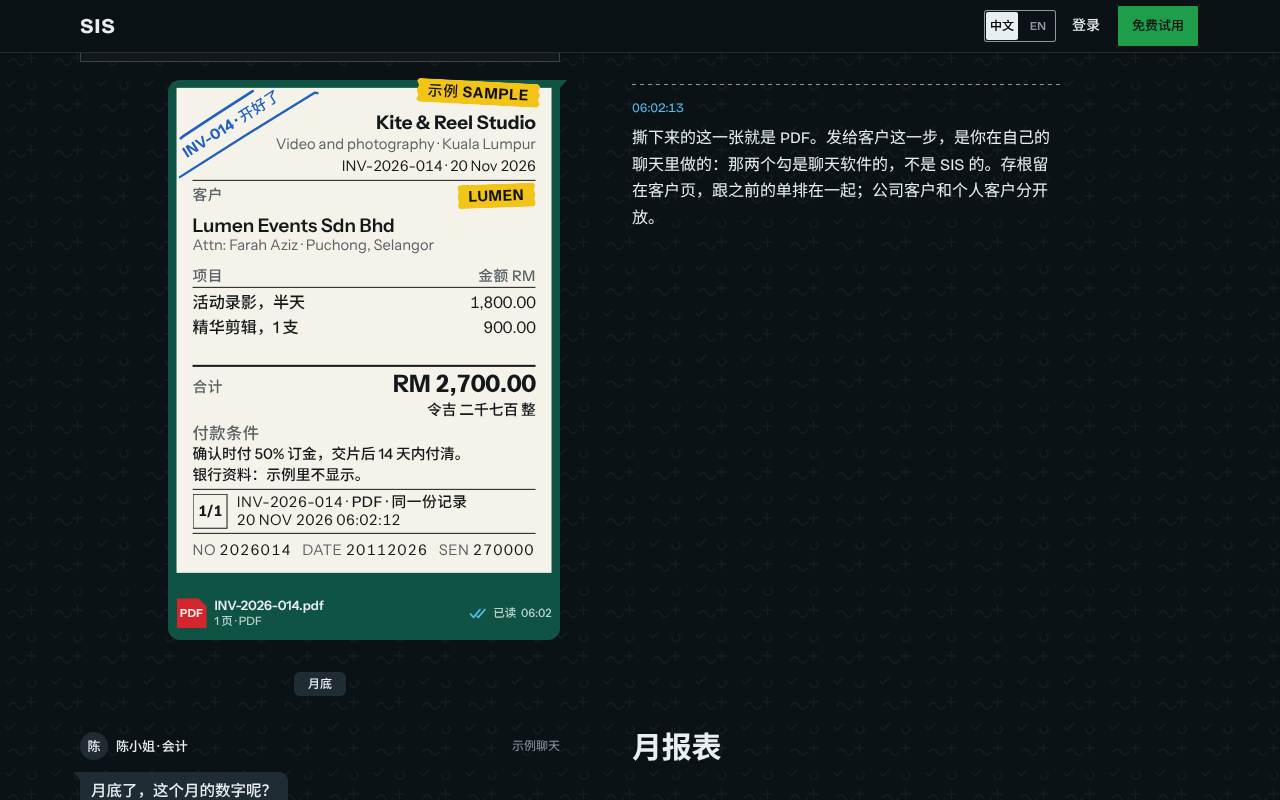 SIS
中文
EN
登录
免费试用
示例 SAMPLE
INV-014 · 开好了
Kite & Reel Studio
Video and photography · Kuala Lumpur
INV-2026-014 · 20 Nov 2026
客户
LUMEN
Lumen Events Sdn Bhd
Attn: Farah Aziz · Puchong, Selangor
项目 金额 RM
活动录影，半天 1,800.00
精华剪辑，1 支 900.00
合计 RM 2,700.00
令吉 二千七百 整
付款条件
确认时付 50% 订金，交片后 14 天内付清。
银行资料：示例里不显示。
1/1
INV-2026-014 · PDF · 同一份记录
20 NOV 2026 06:02:12
NO 2026014 DATE 20112026 SEN 270000
PDF
INV-2026-014.pdf
1 页 · PDF
已读 06:02
06:02:13
撕下来的这一张就是 PDF。发给客户这一步，是你在自己的
聊天里做的：那两个勾是聊天软件的，不是 SIS 的。存根留
在客户页，跟之前的单排在一起；公司客户和个人客户分开
放。
月底
陈
陈小姐 · 会计
示例聊天
月底了，这个月的数字呢？
月报表